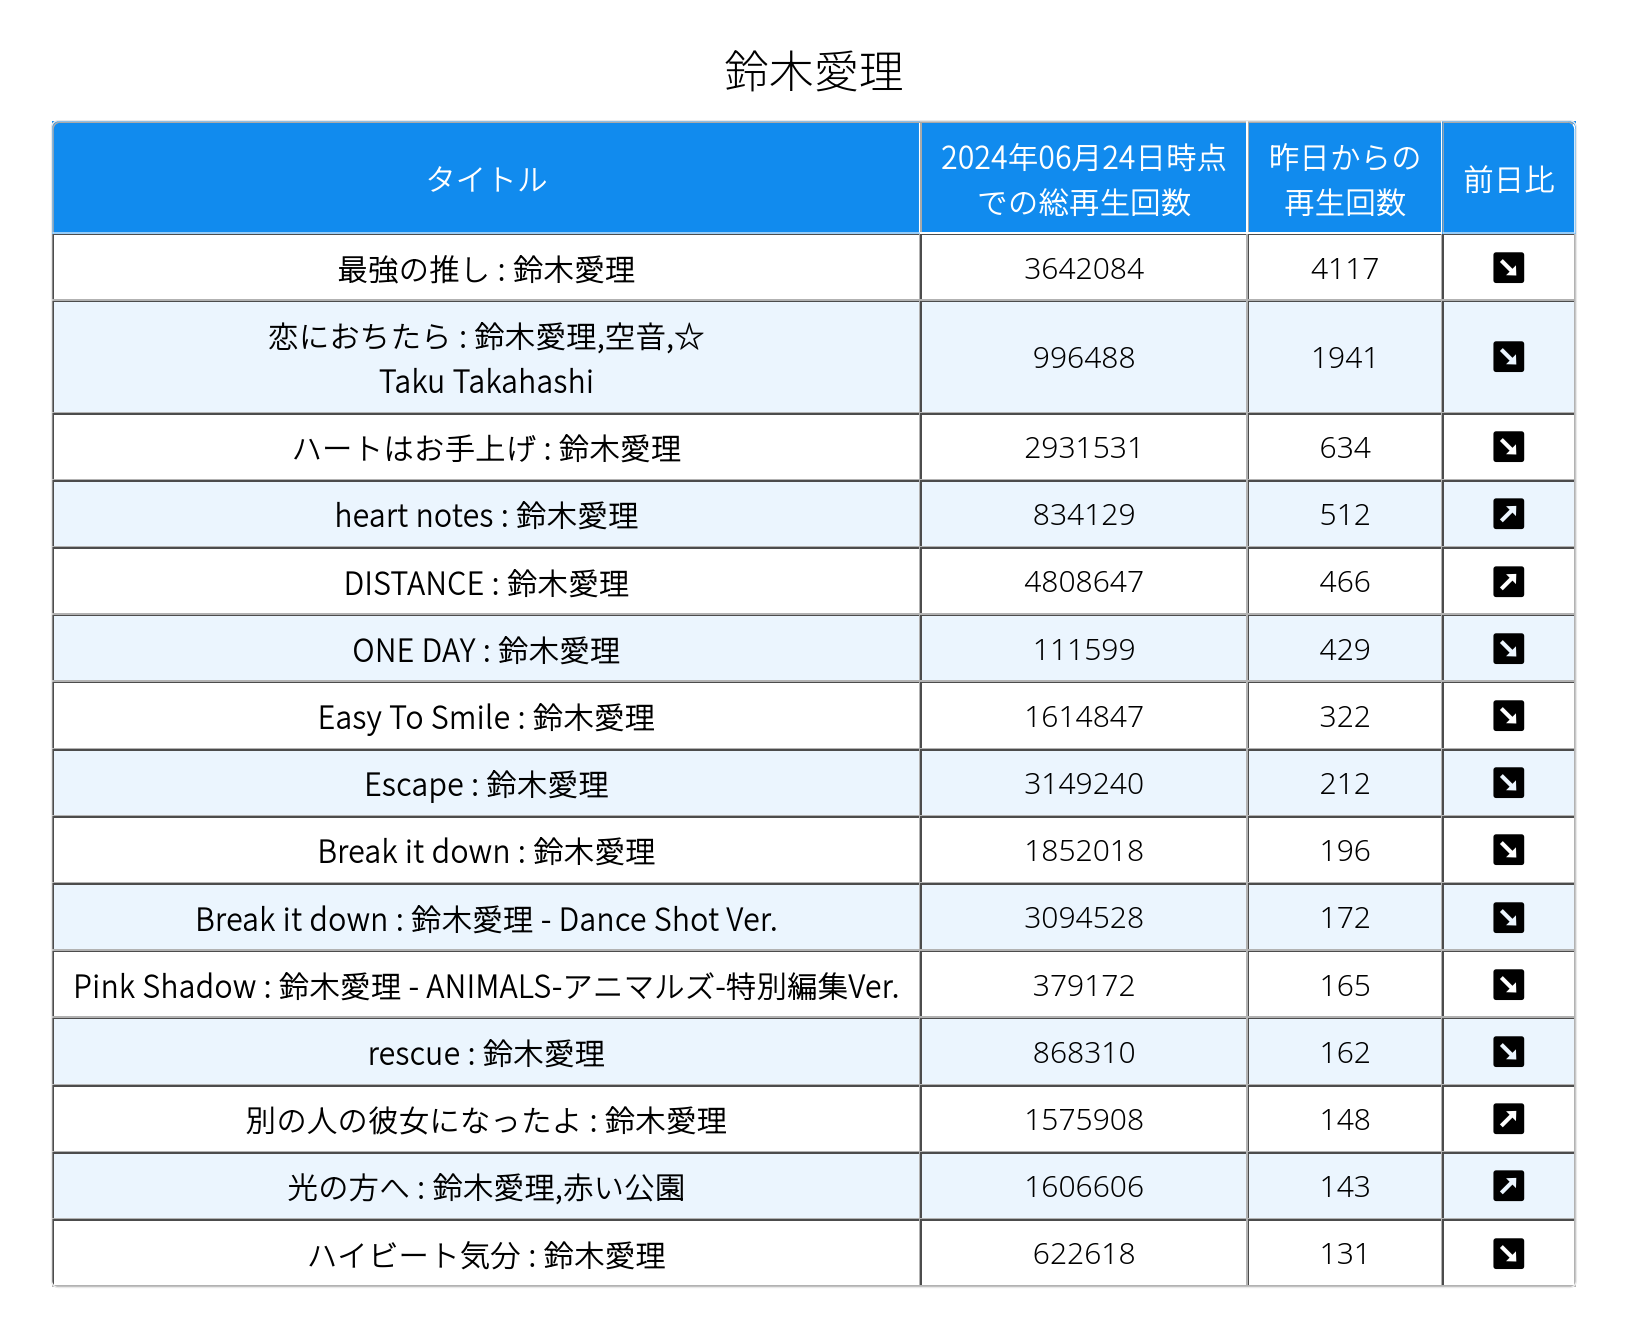 鈴木愛理
タイトル
2024年06月24日時点
での総再生回数
昨日からの
再生回数
前日比
最強の推し : 鈴木愛理 3642084 4117
恋におちたら : 鈴木愛理,空音,☆
Taku Takahashi 996488 1941
ハートはお手上げ : 鈴木愛理 2931531 634
heart notes : 鈴木愛理 834129 512
DISTANCE : 鈴木愛理 4808647 466
ONE DAY : 鈴木愛理 111599 429
Easy To Smile : 鈴木愛理 1614847 322
Escape : 鈴木愛理 3149240 212
Break it down : 鈴木愛理 1852018 196
Break it down : 鈴木愛理 - Dance Shot Ver. 3094528 172
Pink Shadow : 鈴木愛理 - ANIMALS-アニマルズ-特別編集Ver. 379172 165
rescue : 鈴木愛理 868310 162
別の人の彼女になったよ : 鈴木愛理 1575908 148
光の方へ : 鈴木愛理,赤い公園 1606606 143
ハイビート気分 : 鈴木愛理 622618 131